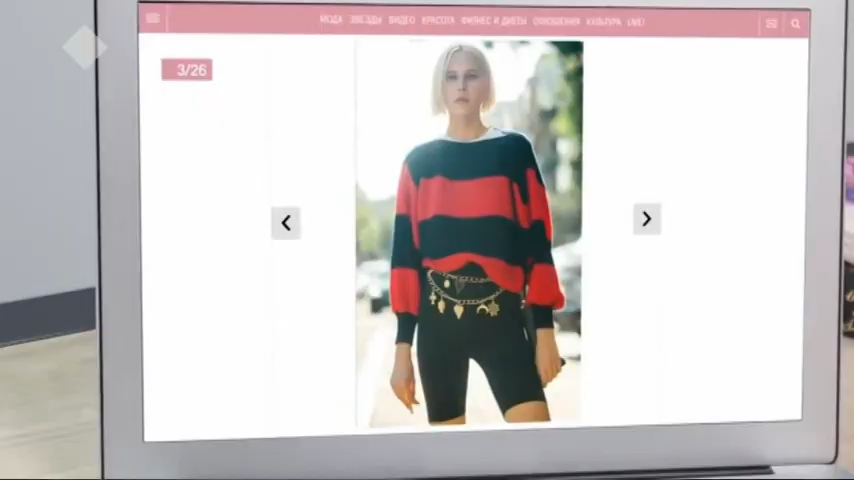 МОДА ЗВЕЗДЫ ВИДЕО КРАСОТА ФИТНЕС И ДИЕТЫ ОТНОШЕНИЯ КУЛЬТУРА LIVE!
3/26